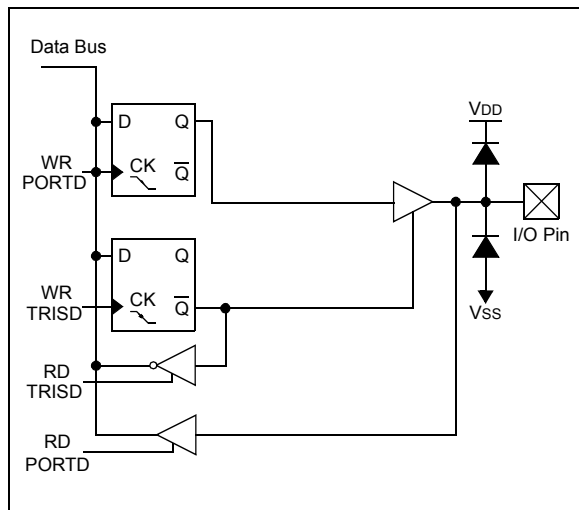 Data Bus
D Q
WR
PORTD
CK
Q
VDD
I/O Pin
D Q
WR
TRISD
CK
Q
VSS
RD
TRISD
RD
PORTD